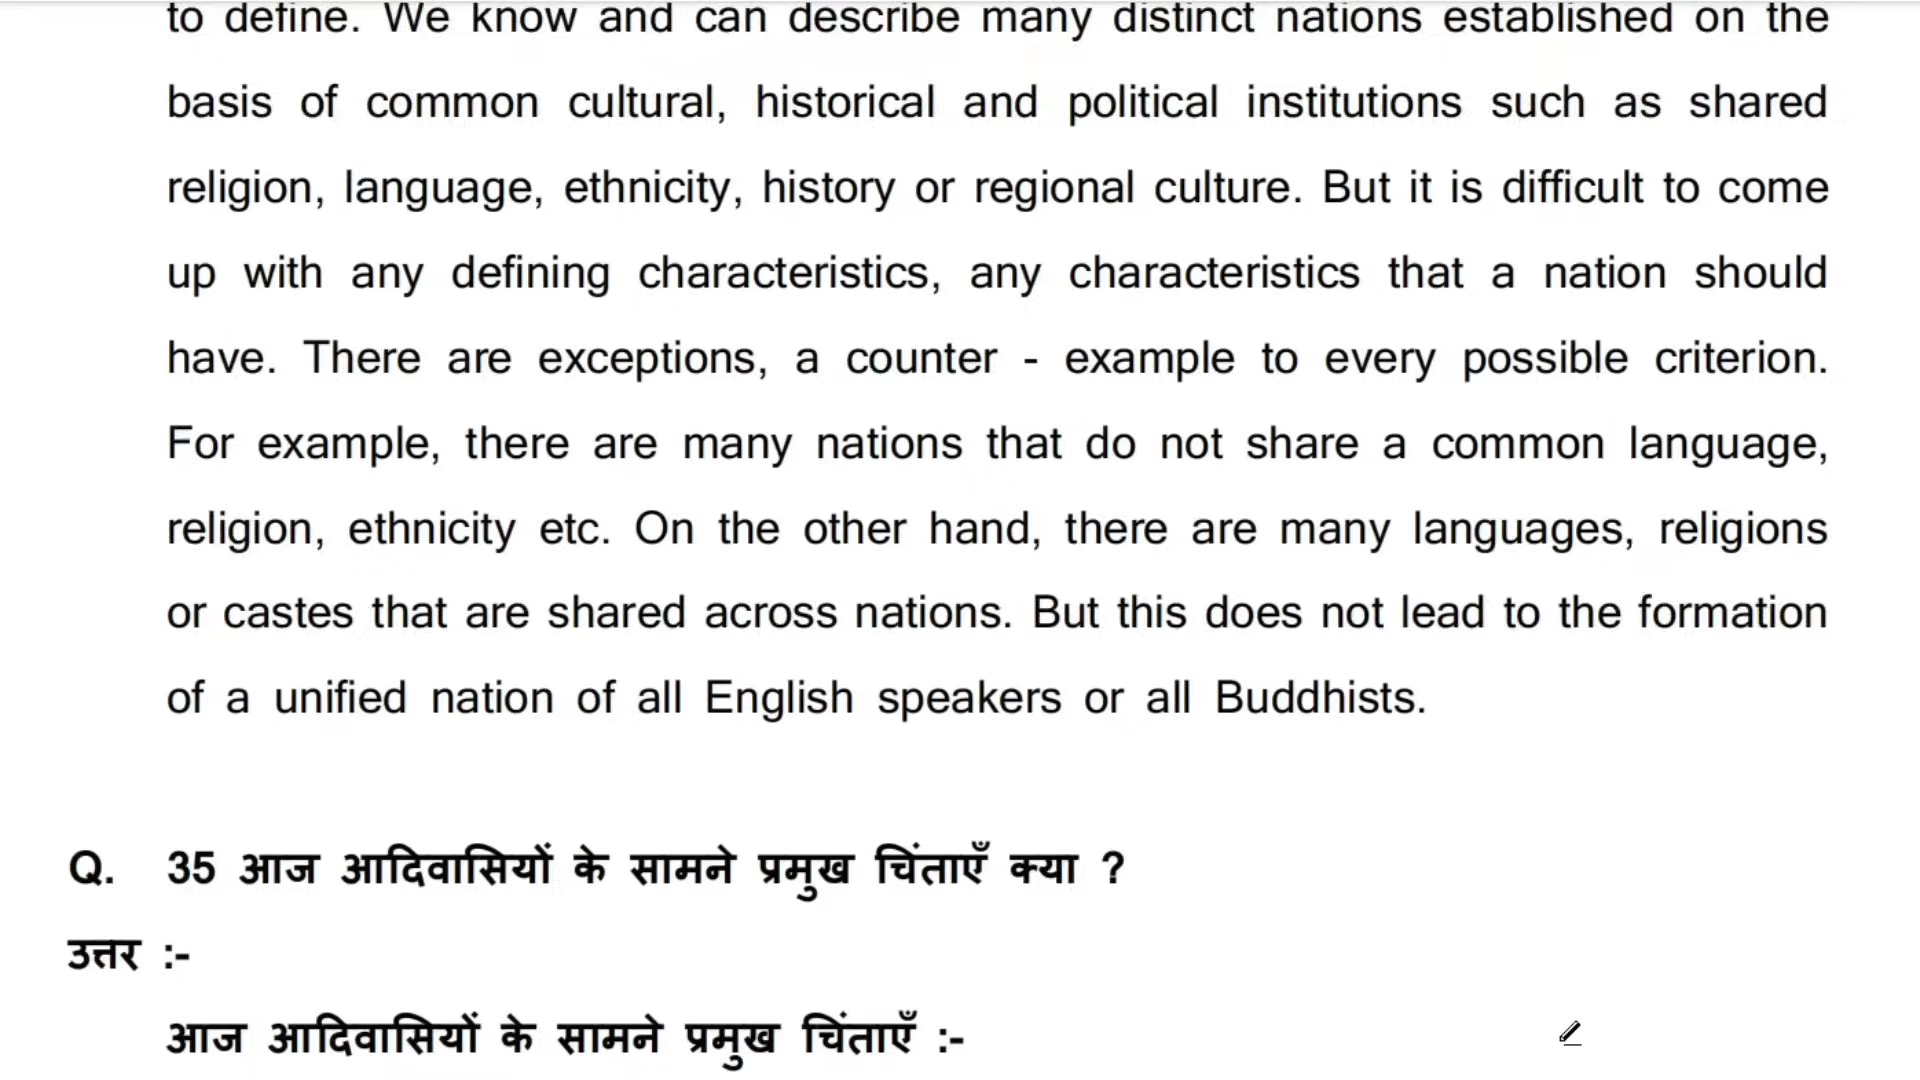 to define. We know and can describe many distinct nations established on the
basis of common cultural, historical and political institutions such as shared
religion, language, ethnicity, history or regional culture. But it is difficult to come
up with any defining characteristics, any characteristics that a nation should
have. There are exceptions, a counter - example to every possible criterion.
For example, there are many nations that do not share a common language,
religion, ethnicity etc. On the other hand, there are many languages, religions
or castes that are shared across nations. But this does not lead to the formation
of a unified nation of all English speakers or all Buddhists.
Q. 35 आज आदिवासियों के सामने प्रमुख चिंताएँ क्या ?
उत्तर :-
आज आदिवासियों के सामने प्रमुख चिंताएँ :-